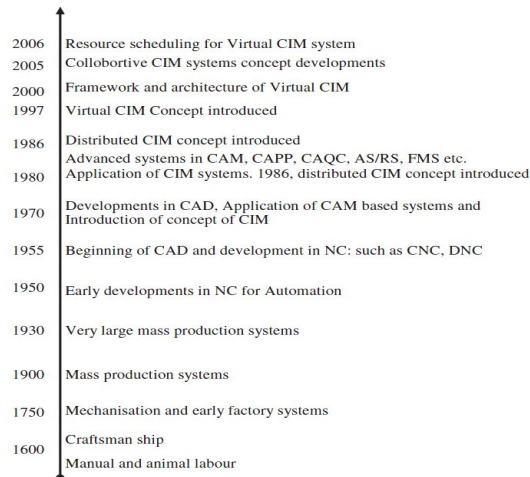 2006 Resource scheduling for Virtual CIM system
2005 Collobortive CIM systems concept developments
2000 Framework and architecture of Virtual CIM
1997 Virtual CIM Concept introduced
1986 Distributed CIM concept introduced
Advanced systems in CAM, CAPP, CAQC, AS/RS, FMS etc.
1980 Application of CIM systems. 1986, distributed CIM concept introduced
1970 Developments in CAD, Application of CAM based systems and
Introduction of concept of CIM
1955 Beginning of CAD and development in NC: such as CNC, DNC
1950 Early developments in NC for Automation
1930 Very large mass production systems
1900 Mass production systems
1750 Mechanisation and early factory systems
1600 Craftsman ship
Manual and animal labour